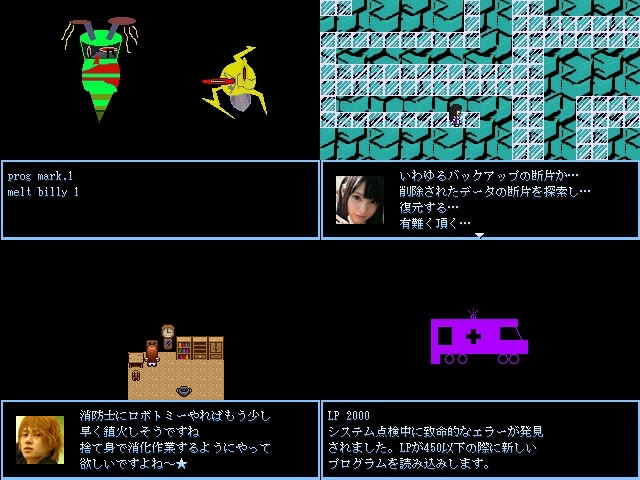 prog mark.1
melt billy 1
いわゆるバックアップの断片か…
削除されたデータの断片を探索し…
復元する…
有難く頂く…
消防士にロボトミーやればもう少し
早く鎮火しそうですね
捨て身で消化作業するようにやって
欲しいですよね～★
LP 2000
システム点検中に致命的なエラーが発見
されました。LPが450以下の際に新しい
プログラムを読み込みします。